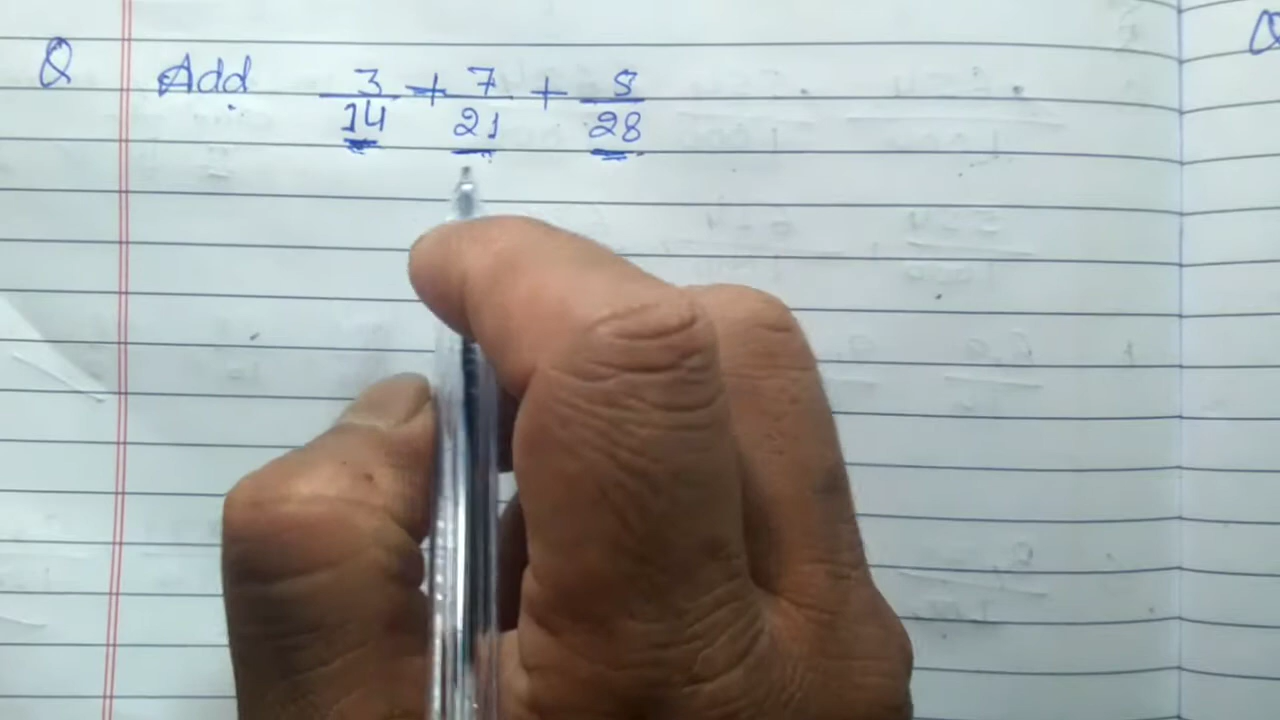 Q Add 3/14 + 7/21 + 5/28